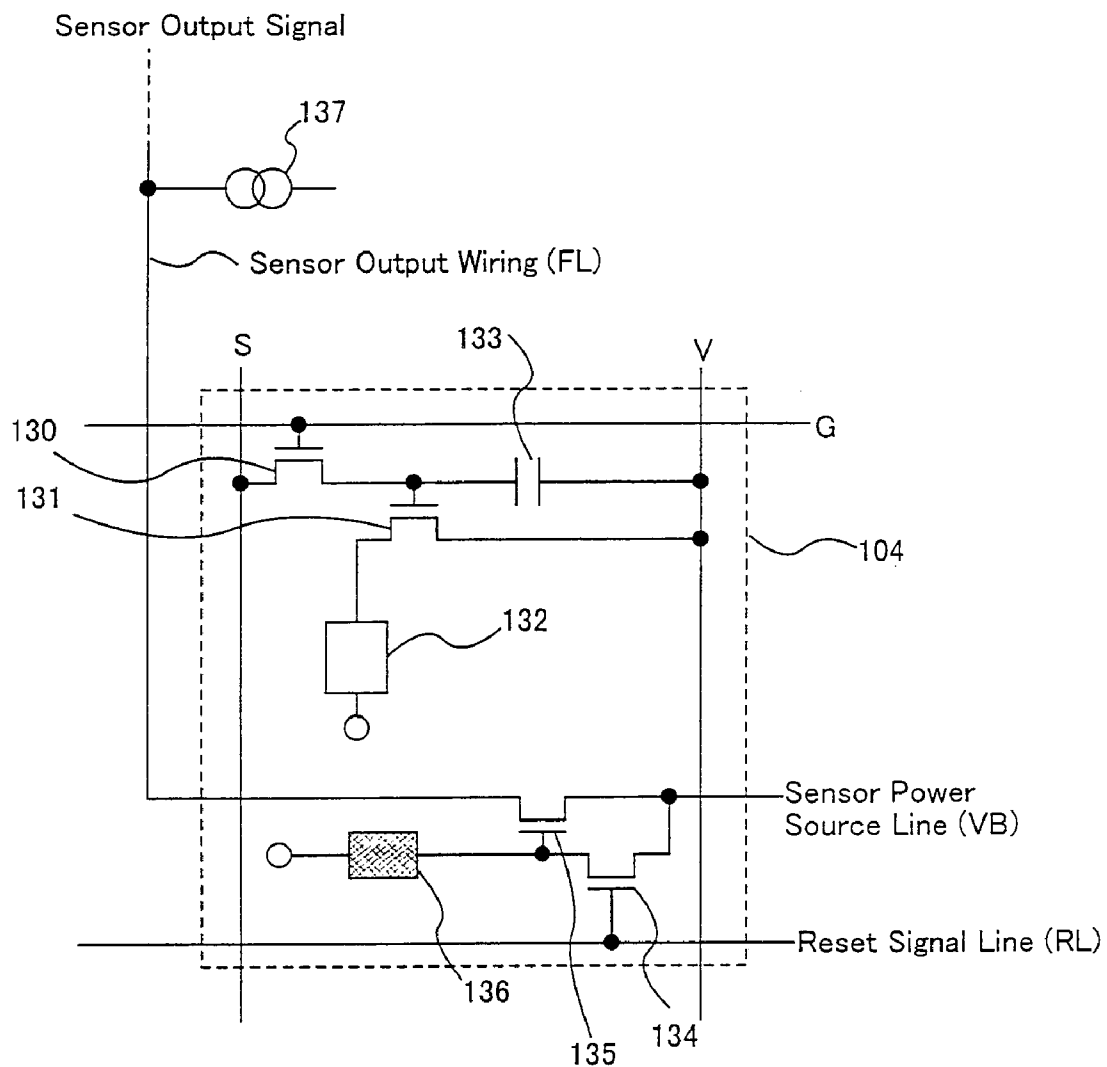 Sensor Output Signal
137
Sensor Output Wiring (FL)
S
133
V
G
130
131
104
132
Sensor Power
Source Line (VB)
Reset Signal Line (RL)
136
134
135